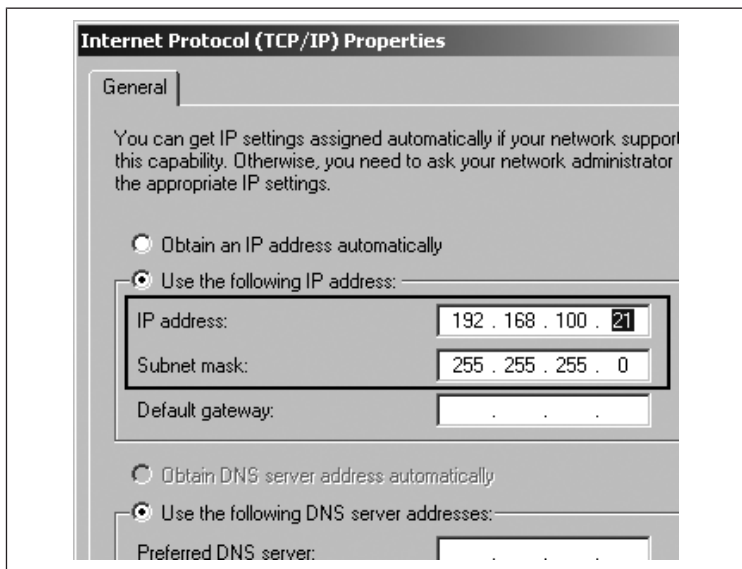 Internet Protocol (TCP/IP) Properties
General
You can get IP settings assigned automatically if your network support
this capability. Otherwise, you need to ask your network administrator
the appropriate IP settings.
Obtain an IP address automatically
Use the following IP address:
IP address: 192 . 168 . 100 . 21
Subnet mask: 255 . 255 . 255 . 0
Default gateway: . . .
Obtain DNS server address automatically
Use the following DNS server addresses:
Preferred DNS server: . . .